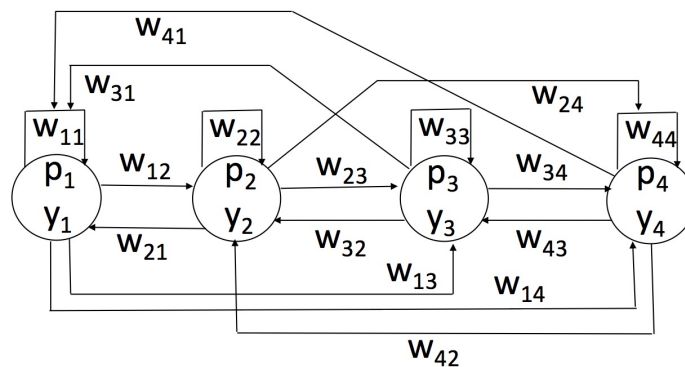 w₄₁
w₃₁
w₂₄
w₁₁
w₂₂
w₃₃
w₄₄
w₁₂
w₂₃
w₃₄
p₁
p₂
p₃
p₄
y₁
y₂
y₃
y₄
w₂₁
w₃₂
w₄₃
w₁₃
w₁₄
w₄₂